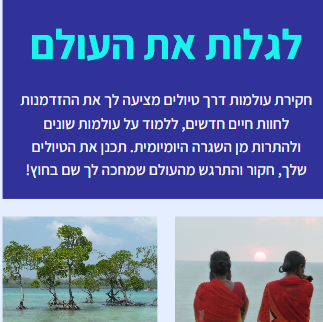 לגלות את העולם
חקירת עולמות דרך טיולים מציעה לך את ההזדמנות
לחוות חיים חדשים, ללמוד על עולמות שונים
ולהתרות מן השגרה היומיומית. תכנן את הטיולים
שלך, חקור והתרגש מהעולם שמחכה לך שם בחוץ!